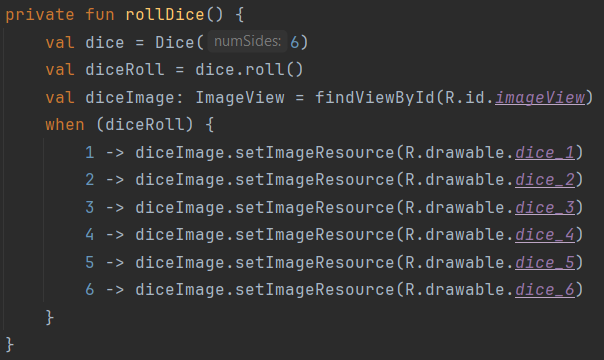 private fun rollDice() {
    val dice = Dice( numSides: 6)
    val diceRoll = dice.roll()
    val diceImage: ImageView = findViewById(R.id.imageView)
    when (diceRoll) {
        1 -> diceImage.setImageResource(R.drawable.dice_1)
        2 -> diceImage.setImageResource(R.drawable.dice_2)
        3 -> diceImage.setImageResource(R.drawable.dice_3)
        4 -> diceImage.setImageResource(R.drawable.dice_4)
        5 -> diceImage.setImageResource(R.drawable.dice_5)
        6 -> diceImage.setImageResource(R.drawable.dice_6)
    }
}